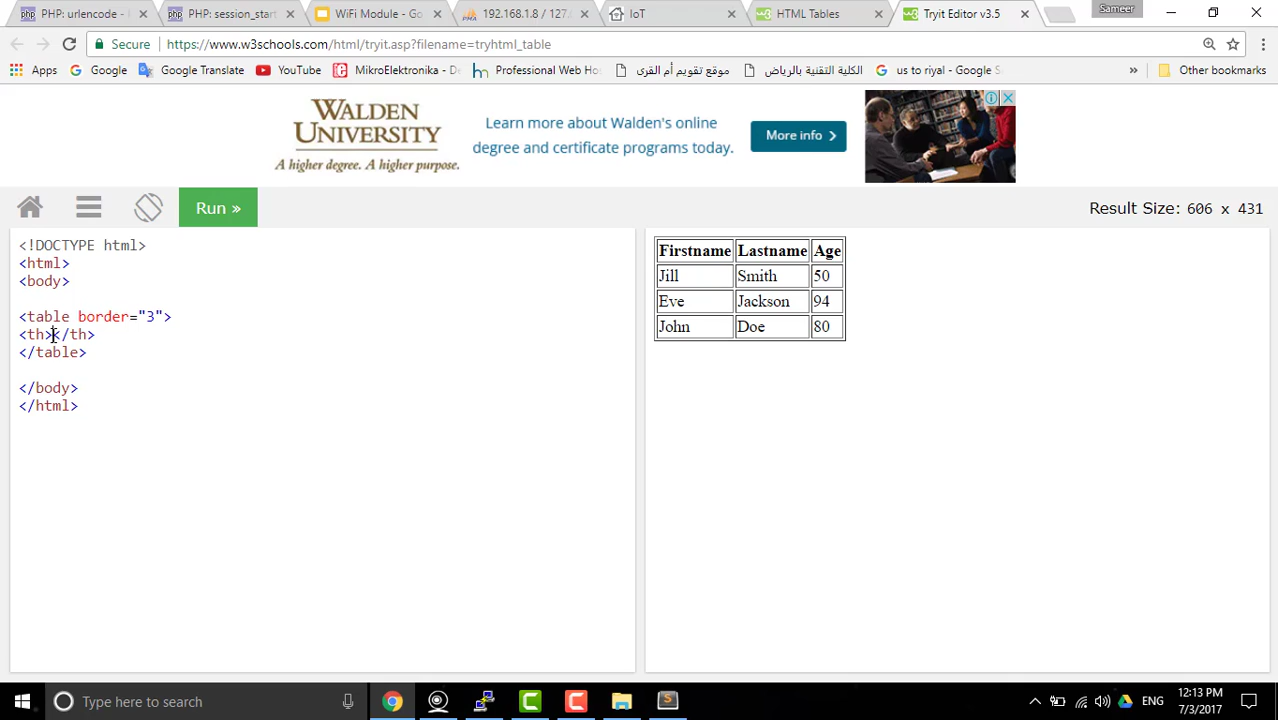 PHP: urlencode -
PHP: session_start
WiFi Module - Go
192.168.1.8 / 127.
IoT
HTML Tables
Tryit Editor v3.5
Sameer
Secure
https://www.w3schools.com/html/tryit.asp?filename=tryhtml_table
Apps
Google
Google Translate
YouTube
MikroElektronika - De
Professional Web Ho
موقع تقويم أم القرى
الكلية التقنية بالرياض
us to riyal - Google S
»
Other bookmarks
WALDEN
UNIVERSITY
A higher degree. A higher purpose.
Learn more about Walden's online
degree and certificate programs today.
More info
Run »
Result Size: 606 x 431
<!DOCTYPE html>
<html>
<body>
<table border="3">
<th></th>
</table>
</body>
</html>
Firstname Lastname Age
Jill Smith 50
Eve Jackson 94
John Doe 80
Type here to search
ENG
12:13 PM
7/3/2017